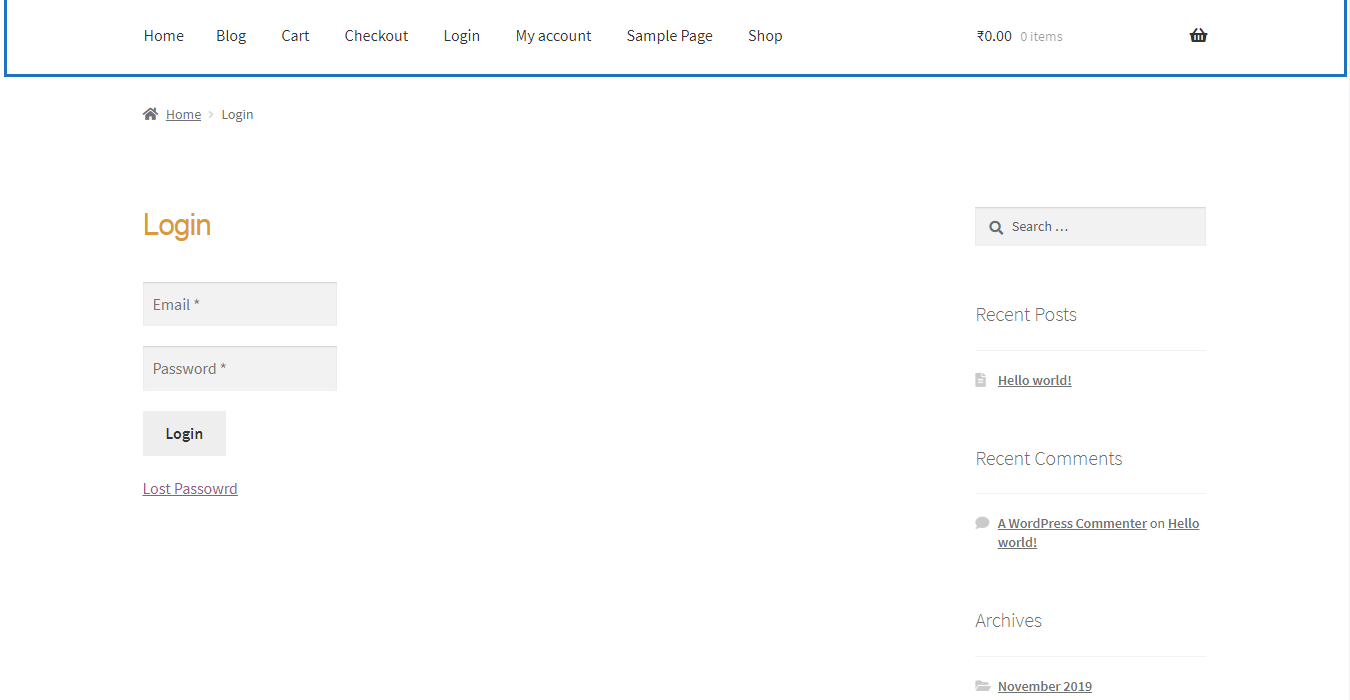 Home Blog Cart Checkout Login My account Sample Page Shop ₹0.00 0 items
Home › Login
Login
Email *
Password *
Login
Lost Passowrd
Search …
Recent Posts
Hello world!
Recent Comments
A WordPress Commenter on Hello
world!
Archives
November 2019